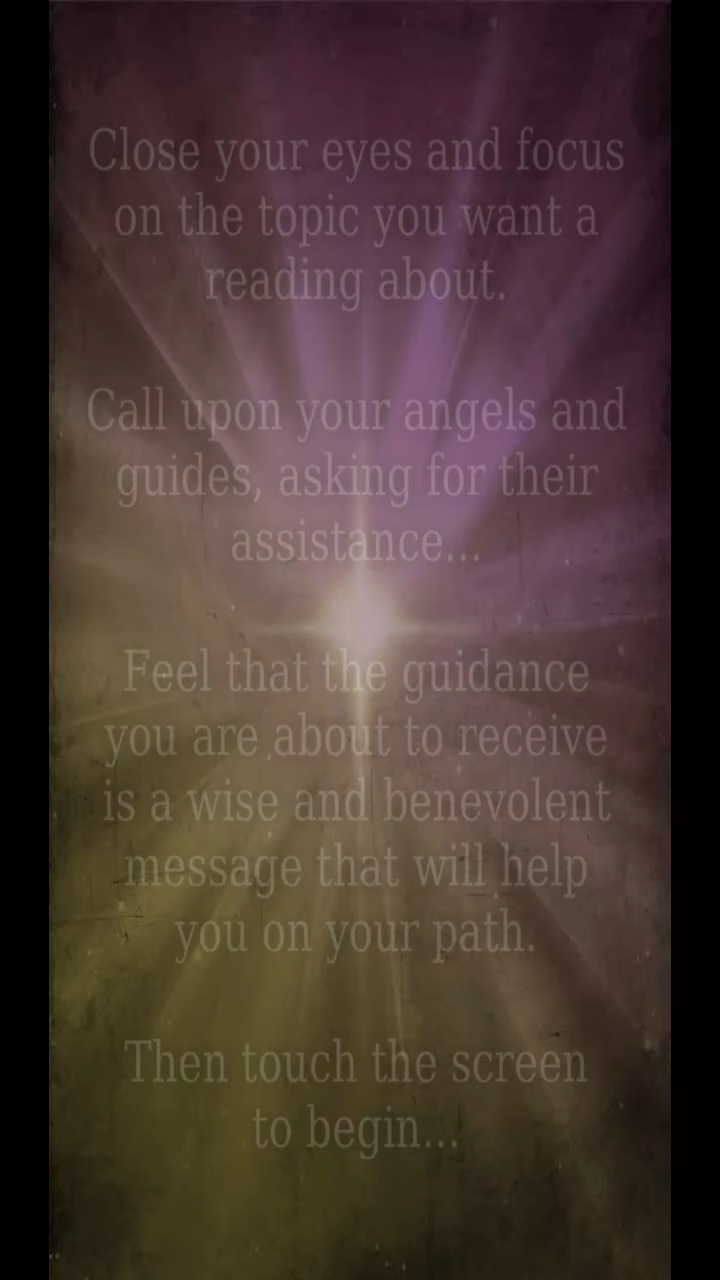 Close your eyes and focus
on the topic you want a
reading about.
Call upon your angels and
guides, asking for their
assistance...
Feel that the guidance
you are about to receive
is a wise and benevolent
message that will help
you on your path.
Then touch the screen
to begin...